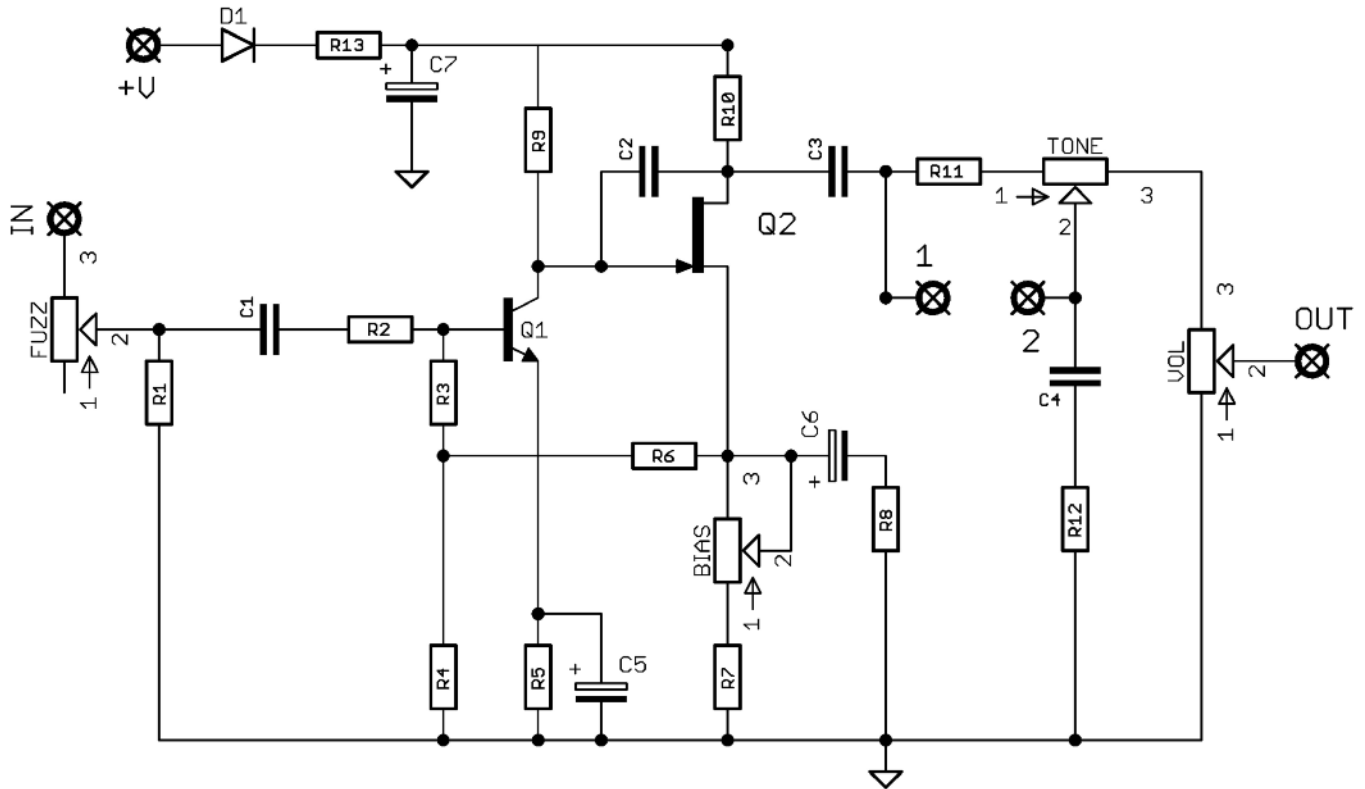 D1
+V
R13
+
C7
R9
R10
C2
C3
TONE
R11
1
2
3
Q2
IN
3
FUZZ
2
1
C1
R2
Q1
R1
R3
1
2
3
VOL
2
1
OUT
C4
R6
3
C6
+
R8
BIAS
2
1
R12
R4
R5
+
C5
R7